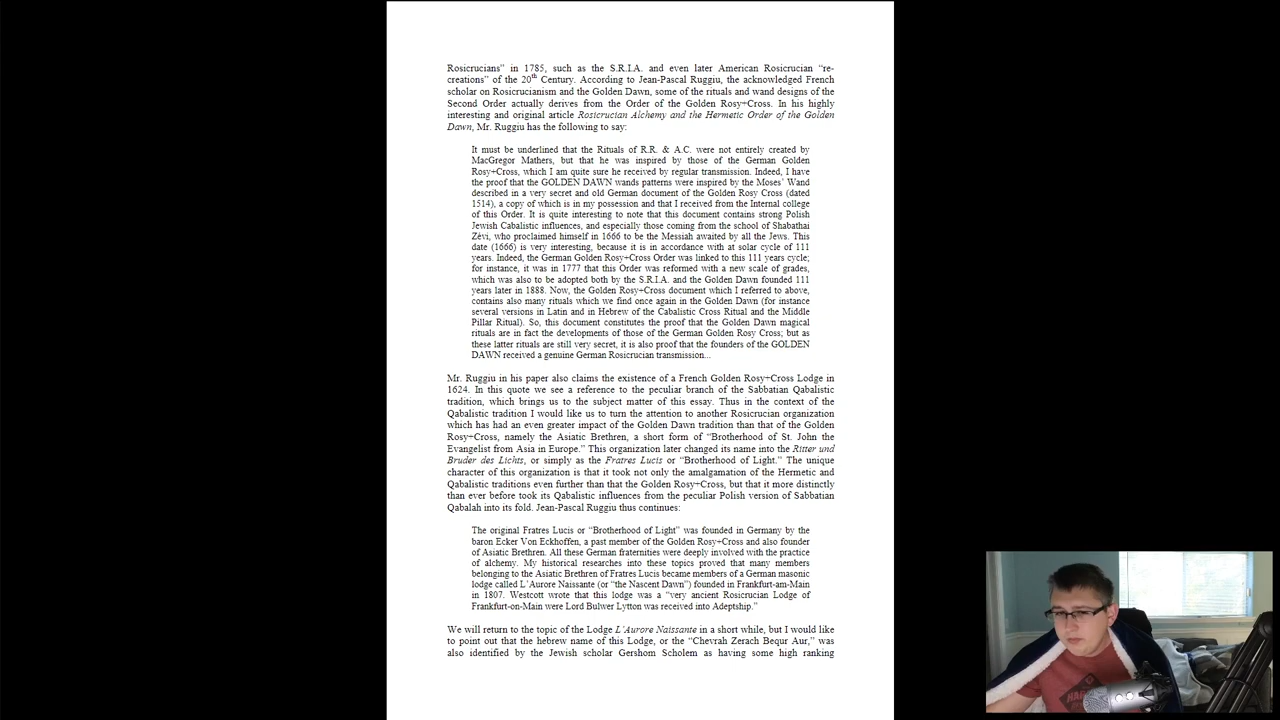 Rosicrucians” in 1785, such as the S.R.I.A. and even later American Rosicrucian “re-
creations” of the 20th Century. According to Jean-Pascal Ruggiu, the acknowledged French
scholar on Rosicrucianism and the Golden Dawn, some of the rituals and wand designs of the
Second Order actually derives from the Order of the Golden Rosy+Cross. In his highly
interesting and original article Rosicrucian Alchemy and the Hermetic Order of the Golden
Dawn, Mr. Ruggiu has the following to say:
It must be underlined that the Rituals of R.R. & A.C. were not entirely created by
MacGregor Mathers, but that he was inspired by those of the German Golden
Rosy+Cross, which I am quite sure he received by regular transmission. Indeed, I have
the proof that the GOLDEN DAWN wands patterns were inspired by the Moses’ Wand
described in a very secret and old German document of the Golden Rosy Cross (dated
1514), a copy of which is in my possession and that I received from the Internal college
of this Order. It is quite interesting to note that this document contains strong Polish
Jewish Cabalistic influences, and especially those coming from the school of Shabathai
Zévi, who proclaimed himself in 1666 to be the Messiah awaited by all the Jews. This
date (1666) is very interesting, because it is in accordance with at solar cycle of 111
years. Indeed, the German Golden Rosy+Cross Order was linked to this 111 years cycle;
for instance, it was in 1777 that this Order was reformed with a new scale of grades,
which was also to be adopted both by the S.R.I.A. and the Golden Dawn founded 111
years later in 1888. Now, the Golden Rosy+Cross document which I referred to above,
contains also many rituals which we find once again in the Golden Dawn (for instance
several versions in Latin and in Hebrew of the Cabalistic Cross Ritual and the Middle
Pillar Ritual). So, this document constitutes the proof that the Golden Dawn magical
rituals are in fact the developments of those of the German Golden Rosy Cross; but as
these latter rituals are still very secret, it is also proof that the founders of the GOLDEN
DAWN received a genuine German Rosicrucian transmission...
Mr. Ruggiu in his paper also claims the existence of a French Golden Rosy+Cross Lodge in
1624. In this quote we see a reference to the peculiar branch of the Sabbatian Qabalistic
tradition, which brings us to the subject matter of this essay. Thus in the context of the
Qabalistic tradition I would like us to turn the attention to another Rosicrucian organization
which has had an even greater impact of the Golden Dawn tradition than that of the Golden
Rosy+Cross, namely the Asiatic Brethren, a short form of “Brotherhood of St. John the
Evangelist from Asia in Europe.” This organization later changed its name into the Ritter und
Bruder des Lichts, or simply as the Fratres Lucis or “Brotherhood of Light.” The unique
character of this organization is that it took not only the amalgamation of the Hermetic and
Qabalistic traditions even further than that the Golden Rosy+Cross, but that it more distinctly
than ever before took its Qabalistic influences from the peculiar Polish version of Sabbatian
Qabalah into its fold. Jean-Pascal Ruggiu thus continues:
The original Fratres Lucis or “Brotherhood of Light” was founded in Germany by the
baron Ecker Von Eckhoffen, a past member of the Golden Rosy+Cross and also founder
of Asiatic Brethren. All these German fraternities were deeply involved with the practice
of alchemy. My historical researches into these topics proved that many members
belonging to the Asiatic Brethren of Fratres Lucis became members of a German masonic
lodge called L’Aurore Naissante (or “the Nascent Dawn”) founded in Frankfurt-am-Main
in 1807. Westcott wrote that this lodge was a “very ancient Rosicrucian Lodge of
Frankfurt-on-Main were Lord Bulwer Lytton was received into Adeptship.”
We will return to the topic of the Lodge L’Aurore Naissante in a short while, but I would like
to point out that the hebrew name of this Lodge, or the “Chevrah Zerach Bequr Aur,” was
also identified by the Jewish scholar Gershom Scholem as having some high ranking